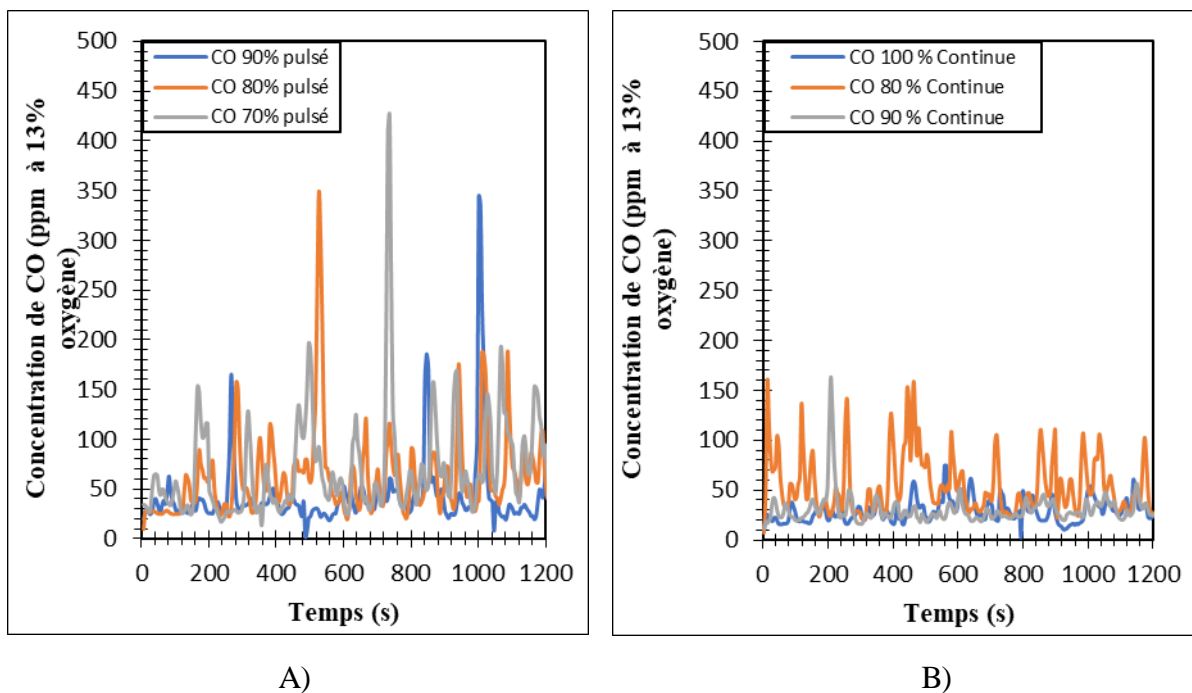 Concentration de CO (ppm à 13%
oxygène)
500
450
400
350
300
250
200
150
100
50
0
CO 90% pulsé
CO 80% pulsé
CO 70% pulsé
0 200 400 600 800 1000 1200
Temps (s)
A)
Concentration de CO (ppm à 13%
oxygène)
500
450
400
350
300
250
200
150
100
50
0
CO 100 % Continue
CO 80 % Continue
CO 90 % Continue
0 200 400 600 800 1000 1200
Temps (s)
B)